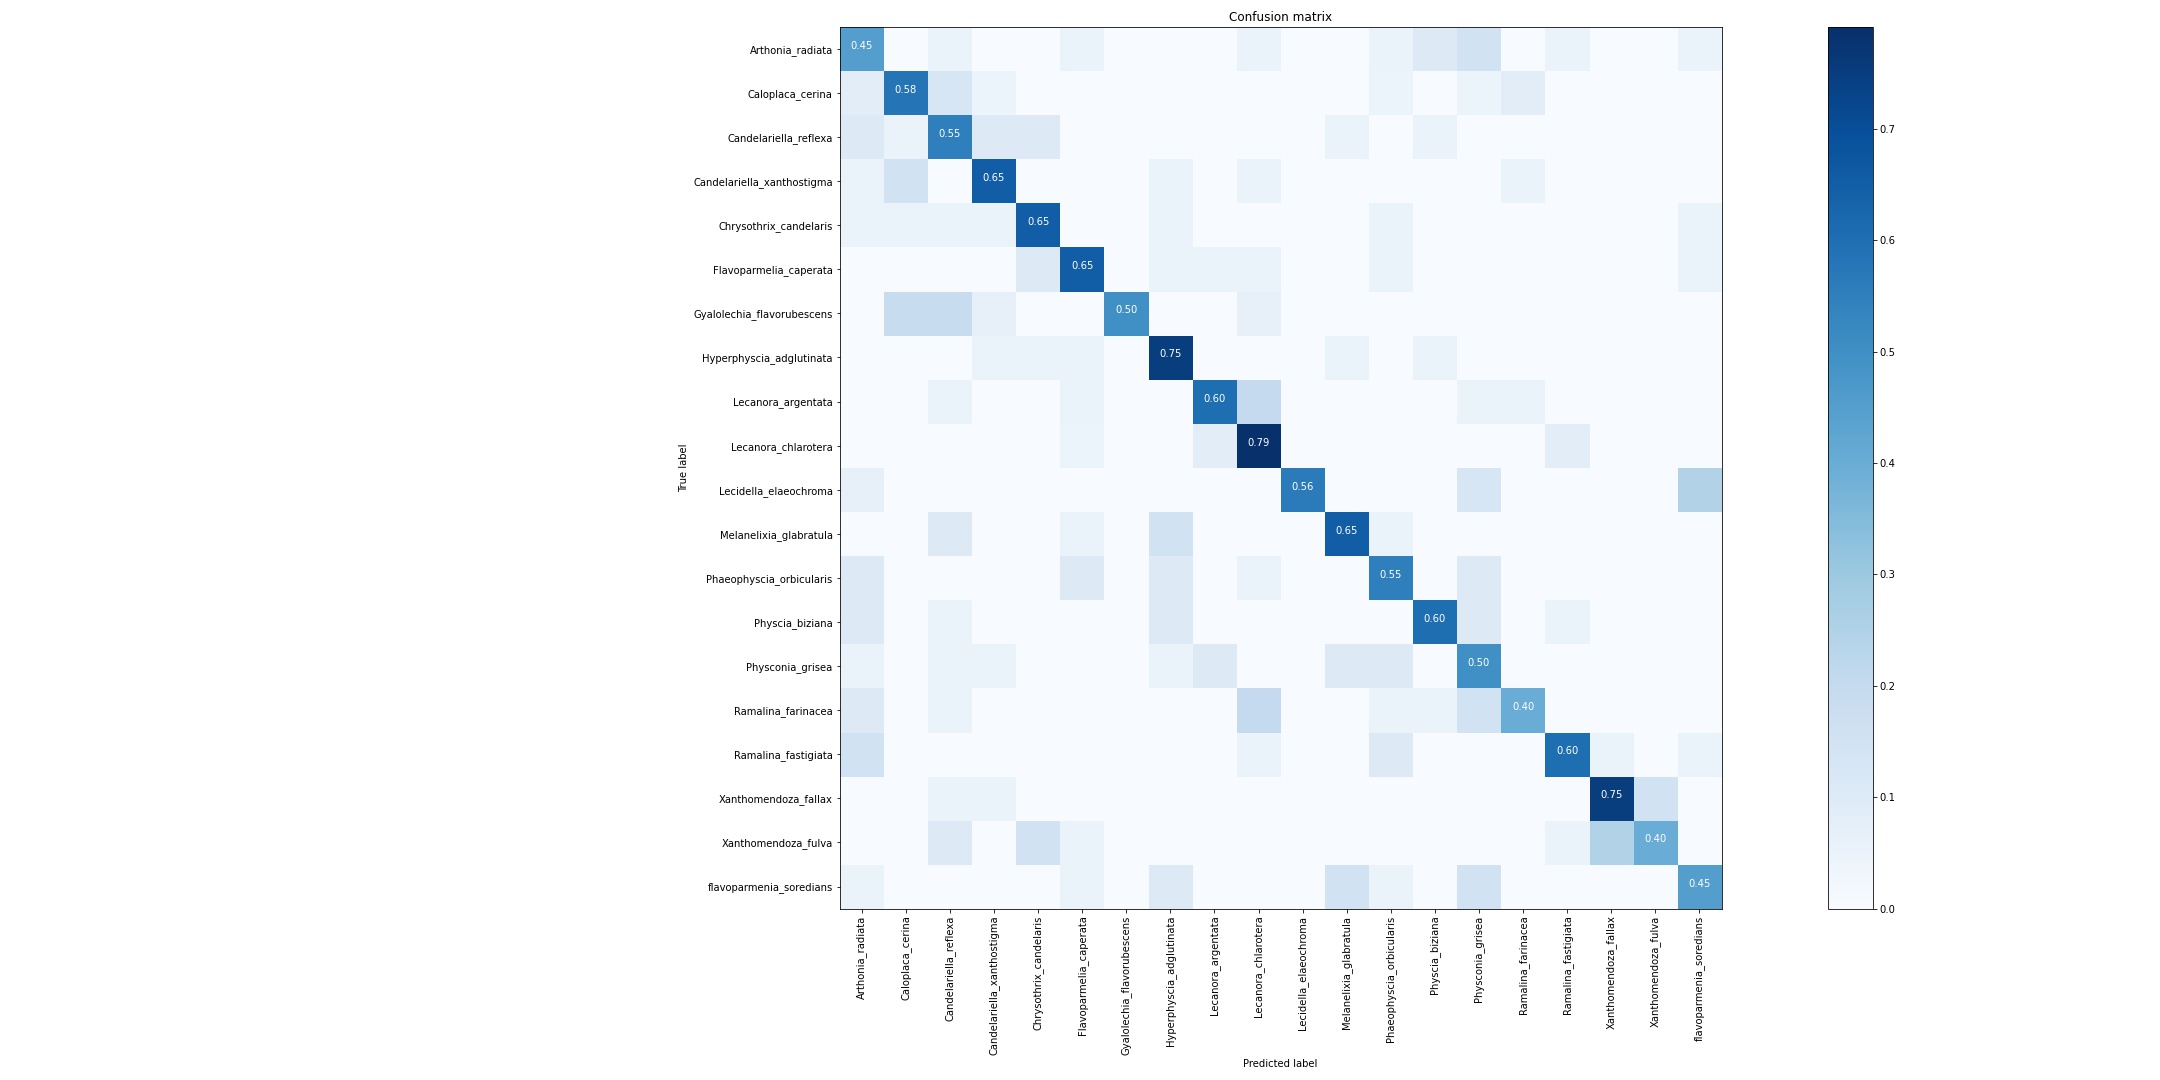 Confusion matrix
Arthonia_radiata
Caloplaca_cerina
Candelariella_reflexa
Candelariella_xanthostigma
Chrysothrix_candelaris
Flavoparmelia_caperata
Gyalolechia_flavorubescens
Hyperphyscia_adglutinata
Lecanora_argentata
Lecanora_chlarotera
Lecidella_elaeochroma
Melanelixia_glabratula
Phaeophyscia_orbicularis
Physcia_biziana
Physconia_grisea
Ramalina_farinacea
Ramalina_fastigiata
Xanthomendoza_fallax
Xanthomendoza_fulva
flavoparmenia_soredians
True label
0.45
0.58
0.55
0.65
0.65
0.65
0.50
0.75
0.60
0.79
0.56
0.65
0.55
0.60
0.50
0.40
0.60
0.75
0.40
0.45
Arthonia_radiata
Caloplaca_cerina
Candelariella_reflexa
Candelariella_xanthostigma
Chrysothrix_candelaris
Flavoparmelia_caperata
Gyalolechia_flavorubescens
Hyperphyscia_adglutinata
Lecanora_argentata
Lecanora_chlarotera
Lecidella_elaeochroma
Melanelixia_glabratula
Phaeophyscia_orbicularis
Physcia_biziana
Physconia_grisea
Ramalina_farinacea
Ramalina_fastigiata
Xanthomendoza_fallax
Xanthomendoza_fulva
flavoparmenia_soredians
Predicted label
0.7
0.6
0.5
0.4
0.3
0.2
0.1
0.0